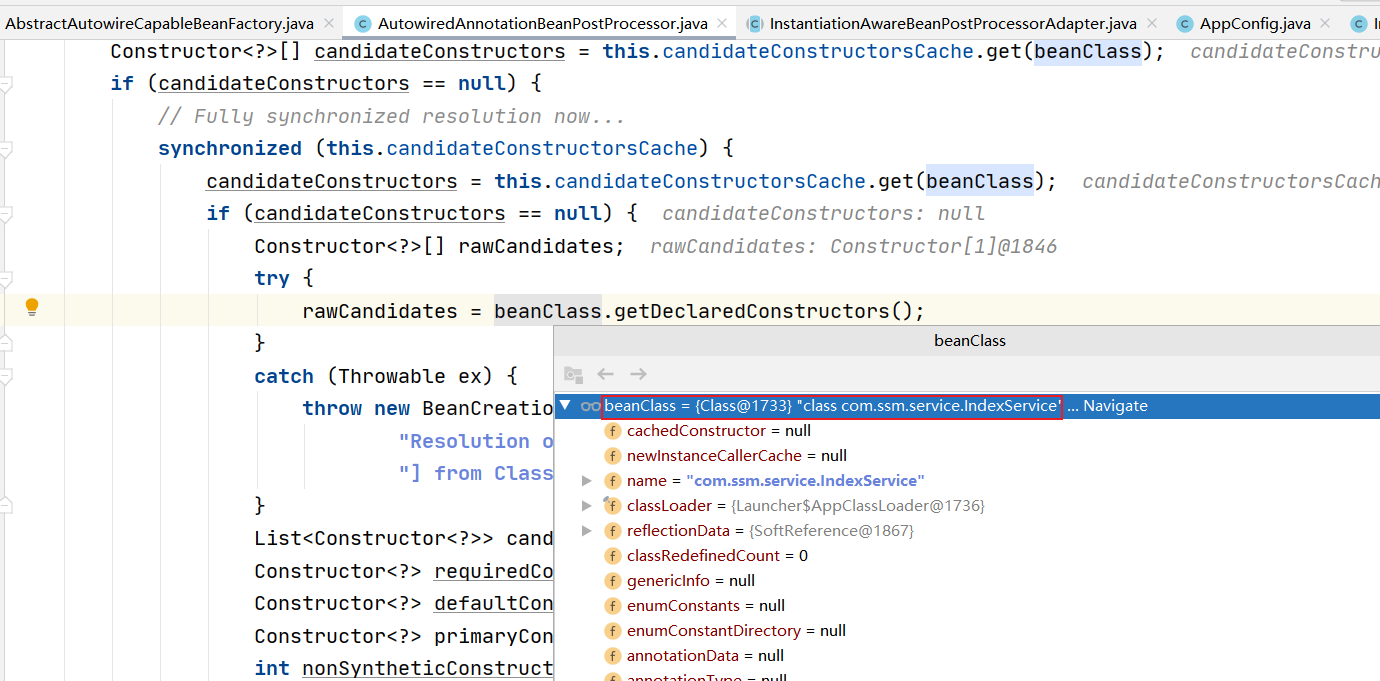 AbstractAutowireCapableBeanFactory.java AutowiredAnnotationBeanPostProcessor.java InstantiationAwareBeanPostProcessorAdapter.java AppConfig.java
Constructor<?>[] candidateConstructors = this.candidateConstructorsCache.get(beanClass); candidateConstru
if (candidateConstructors == null) {
// Fully synchronized resolution now...
synchronized (this.candidateConstructorsCache) {
candidateConstructors = this.candidateConstructorsCache.get(beanClass); candidateConstructorsCach
if (candidateConstructors == null) { candidateConstructors: null
Constructor<?>[] rawCandidates; rawCandidates: Constructor[1]@1846
try {
rawCandidates = beanClass.getDeclaredConstructors();
}
beanClass
catch (Throwable ex) {
throw new BeanCreatio
"Resolution o
"] from Class
}
List<Constructor<?>> cand
Constructor<?> requiredCo
Constructor<?> defaultCon
Constructor<?> primaryCon
int nonSyntheticConstruct
beanClass = {Class@1733} "class com.ssm.service.IndexService" ... Navigate
cachedConstructor = null
newInstanceCallerCache = null
name = "com.ssm.service.IndexService"
classLoader = {Launcher$AppClassLoader@1736}
reflectionData = {SoftReference@1867}
classRedefinedCount = 0
genericInfo = null
enumConstants = null
enumConstantDirectory = null
annotationData = null
annotationType = null